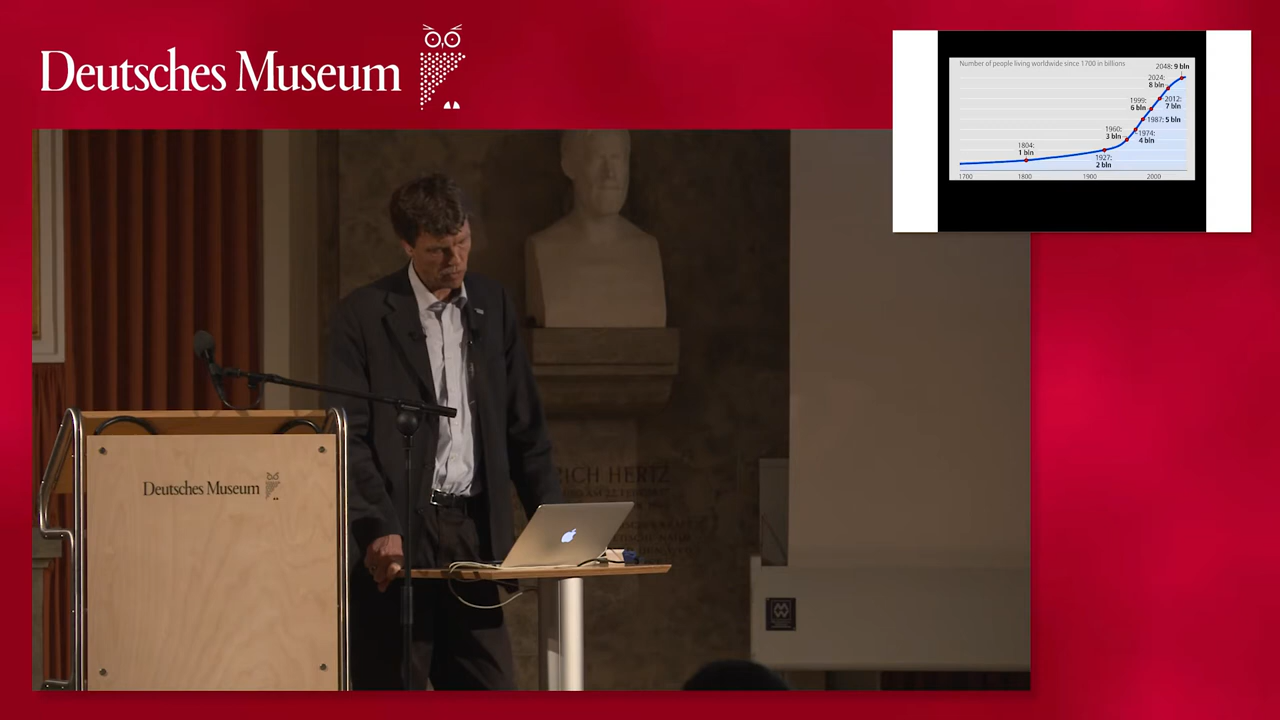 Deutsches Museum
Number of people living worldwide since 1700 in billions
2048: 9 bln
2024:
8 bln
1999:
6 bln
2012:
7 bln
1987: 5 bln
1960:
3 bln
1974:
4 bln
1804:
1 bln
1927:
2 bln
1700
1800
1900
2000
Deutsches Museum
RICH HERTZ